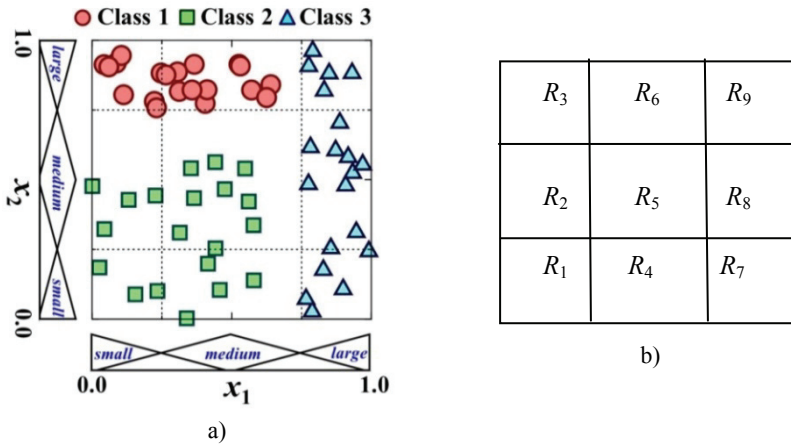 Class 1 Class 2 Class 3
1.0
large
medium
small
x₂
0.0
small medium large
0.0 x₁ 1.0
a)
R₃ R₆ R₉
R₂ R₅ R₈
R₁ R₄ R₇
b)